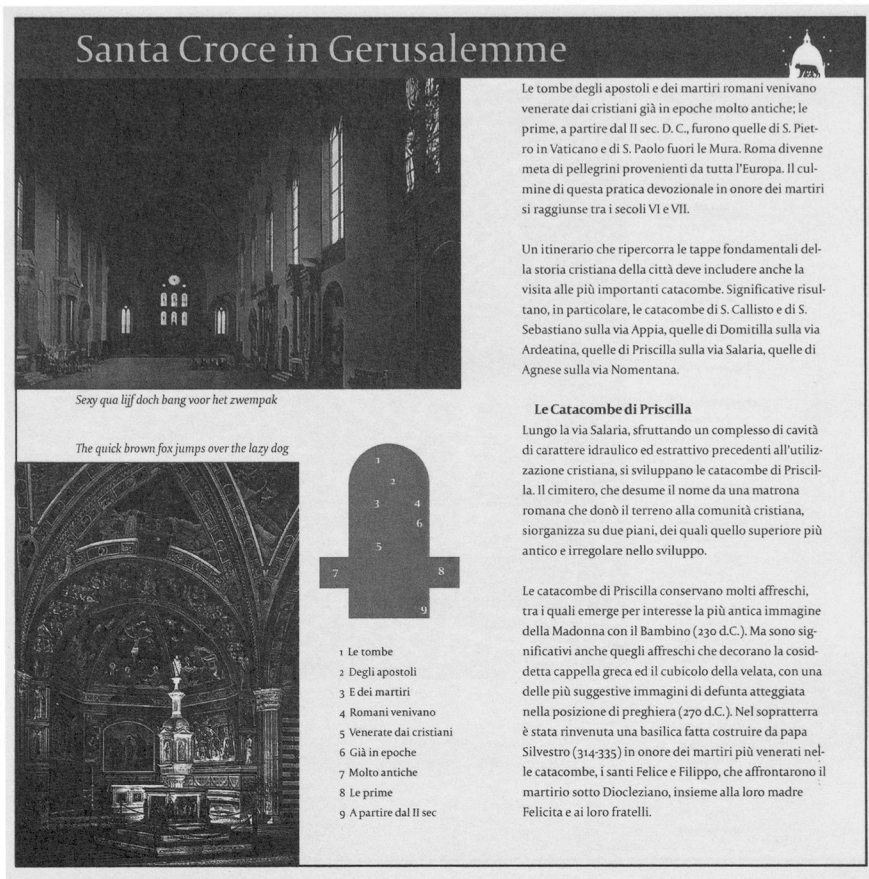 Santa Croce in Gerusalemme
Le tombe degli apostoli e dei martiri romani venivano
venerate dai cristiani già in epoche molto antiche; le
prime, a partire dal II sec. D. C., furono quelle di S. Piet-
ro in Vaticano e di S. Paolo fuori le Mura. Roma divenne
meta di pellegrini provenienti da tutta l'Europa. Il cul-
mine di questa pratica devozionale in onore dei martiri
si raggiunse tra i secoli VI e VII.
Un itinerario che ripercorra le tappe fondamentali del-
la storia cristiana della città deve includere anche la
visita alle più importanti catacombe. Significative risul-
tano, in particolare, le catacombe di S. Callisto e di S.
Sebastiano sulla via Appia, quelle di Domitilla sulla via
Ardeatina, quelle di Priscilla sulla via Salaria, quelle di
Agnese sulla via Nomentana.
Le Catacombe di Priscilla
Lungo la via Salaria, sfruttando un complesso di cavità
di carattere idraulico ed estrattivo precedenti all'utiliz-
zazione cristiana, si sviluppano le catacombe di Priscil-
la. Il cimitero, che desume il nome da una matrona
romana che donò il terreno alla comunità cristiana,
siorganizza su due piani, dei quali quello superiore più
antico e irregolare nello sviluppo.
Le catacombe di Priscilla conservano molti affreschi,
tra i quali emerge per interesse la più antica immagine
della Madonna con il Bambino (230 d.C.). Ma sono sig-
nificativi anche quegli affreschi che decorano la cosid-
detta cappella greca ed il cubicolo della velata, con una
delle più suggestive immagini di defunta atteggiata
nella posizione di preghiera (270 d.C.). Nel sopratterra
è stata rinvenuta una basilica fatta costruire da papa
Silvestro (314-335) in onore dei martiri più venerati nel-
le catacombe, i santi Felice e Filippo, che affrontarono il
martirio sotto Diocleziano, insieme alla loro madre
Felicita e ai loro fratelli.
Sexy qua lijf doch bang voor het zwempak
The quick brown fox jumps over the lazy dog
1
2
3 4
6
5
7 8
9
1 Le tombe
2 Degli apostoli
3 E dei martiri
4 Romani venivano
5 Venerate dai cristiani
6 Già in epoche
7 Molto antiche
8 Le prime
9 A partire dal II sec